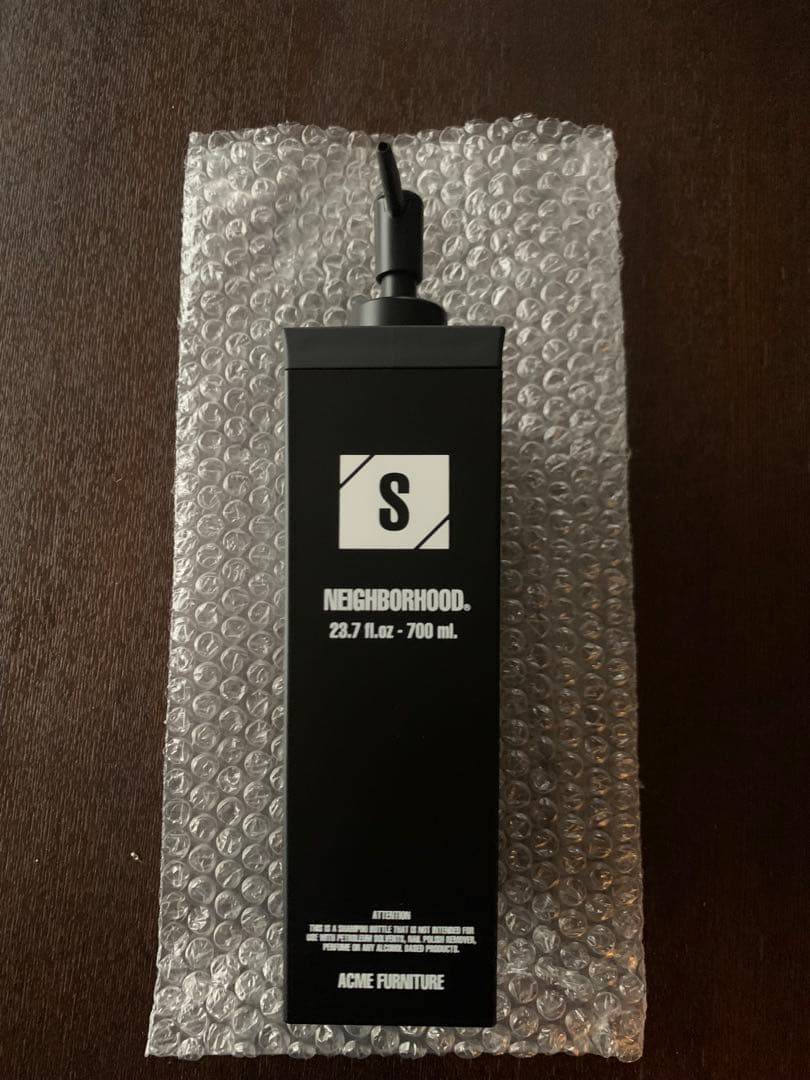 S
NEIGHBORHOOD®
23.7 fl.oz - 700 ml.
ATTENTION
THIS IS A SHAMPOO BOTTLE THAT IS NOT INTENDED FOR
USE WITH PETROLEUM SOLVENTS, NAIL POLISH REMOVER,
PERFUME OR ANY ALCOHOL BASED PRODUCTS.
ACME FURNITURE